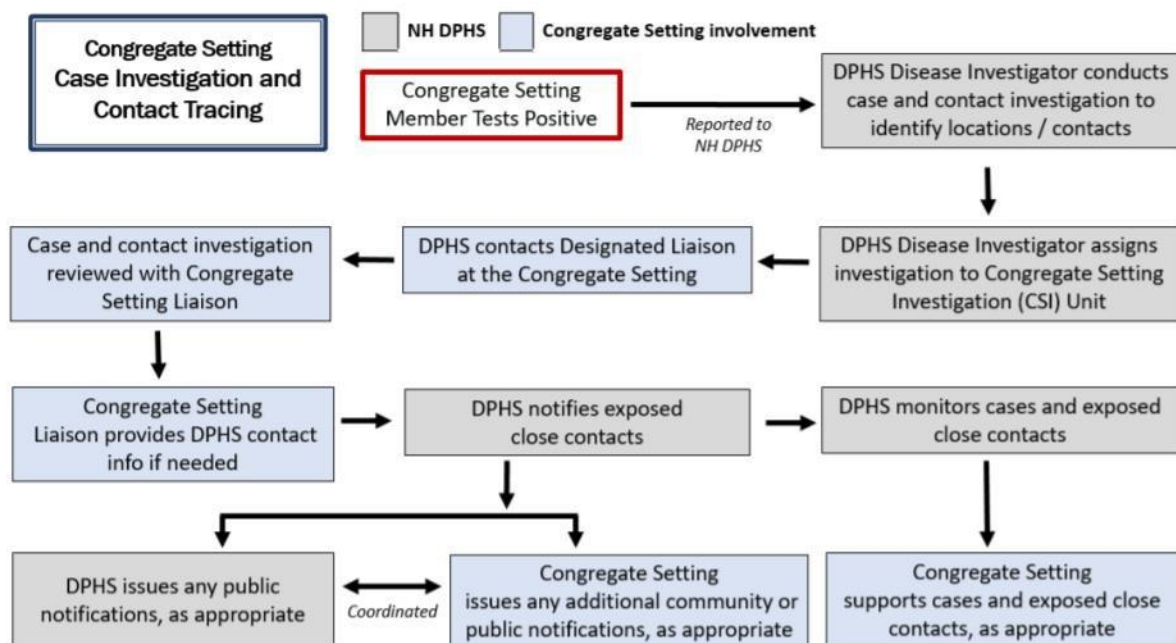 Congregate Setting
Case Investigation and
Contact Tracing
NH DPHS
Congregate Setting involvement
Congregate Setting
Member Tests Positive
Reported to
NH DPHS
DPHS Disease Investigator conducts
case and contact investigation to
identify locations / contacts
Case and contact investigation
reviewed with Congregate
Setting Liaison
DPHS contacts Designated Liaison
at the Congregate Setting
DPHS Disease Investigator assigns
investigation to Congregate Setting
Investigation (CSI) Unit
Congregate Setting
Liaison provides DPHS contact
info if needed
DPHS notifies exposed
close contacts
DPHS monitors cases and exposed
close contacts
DPHS issues any public
notifications, as appropriate
Coordinated
Congregate Setting
issues any additional community or
public notifications, as appropriate
Congregate Setting
supports cases and exposed close
contacts, as appropriate